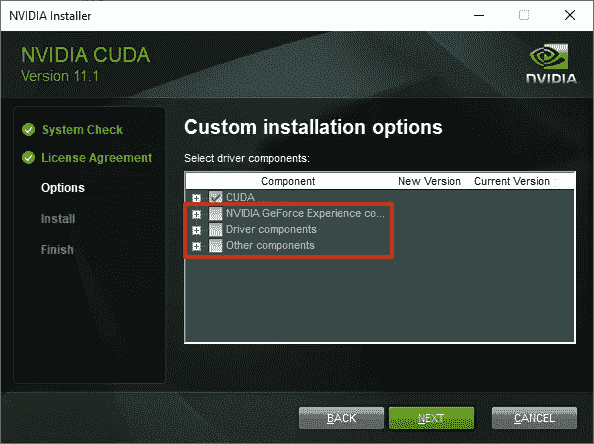 NVIDIA Installer
NVIDIA CUDA
Version 11.1
NVIDIA
System Check
License Agreement
Options
Install
Finish
Custom installation options
Select driver components:
Component New Version Current Version
CUDA
NVIDIA GeForce Experience co...
Driver components
Other components
BACK NEXT CANCEL